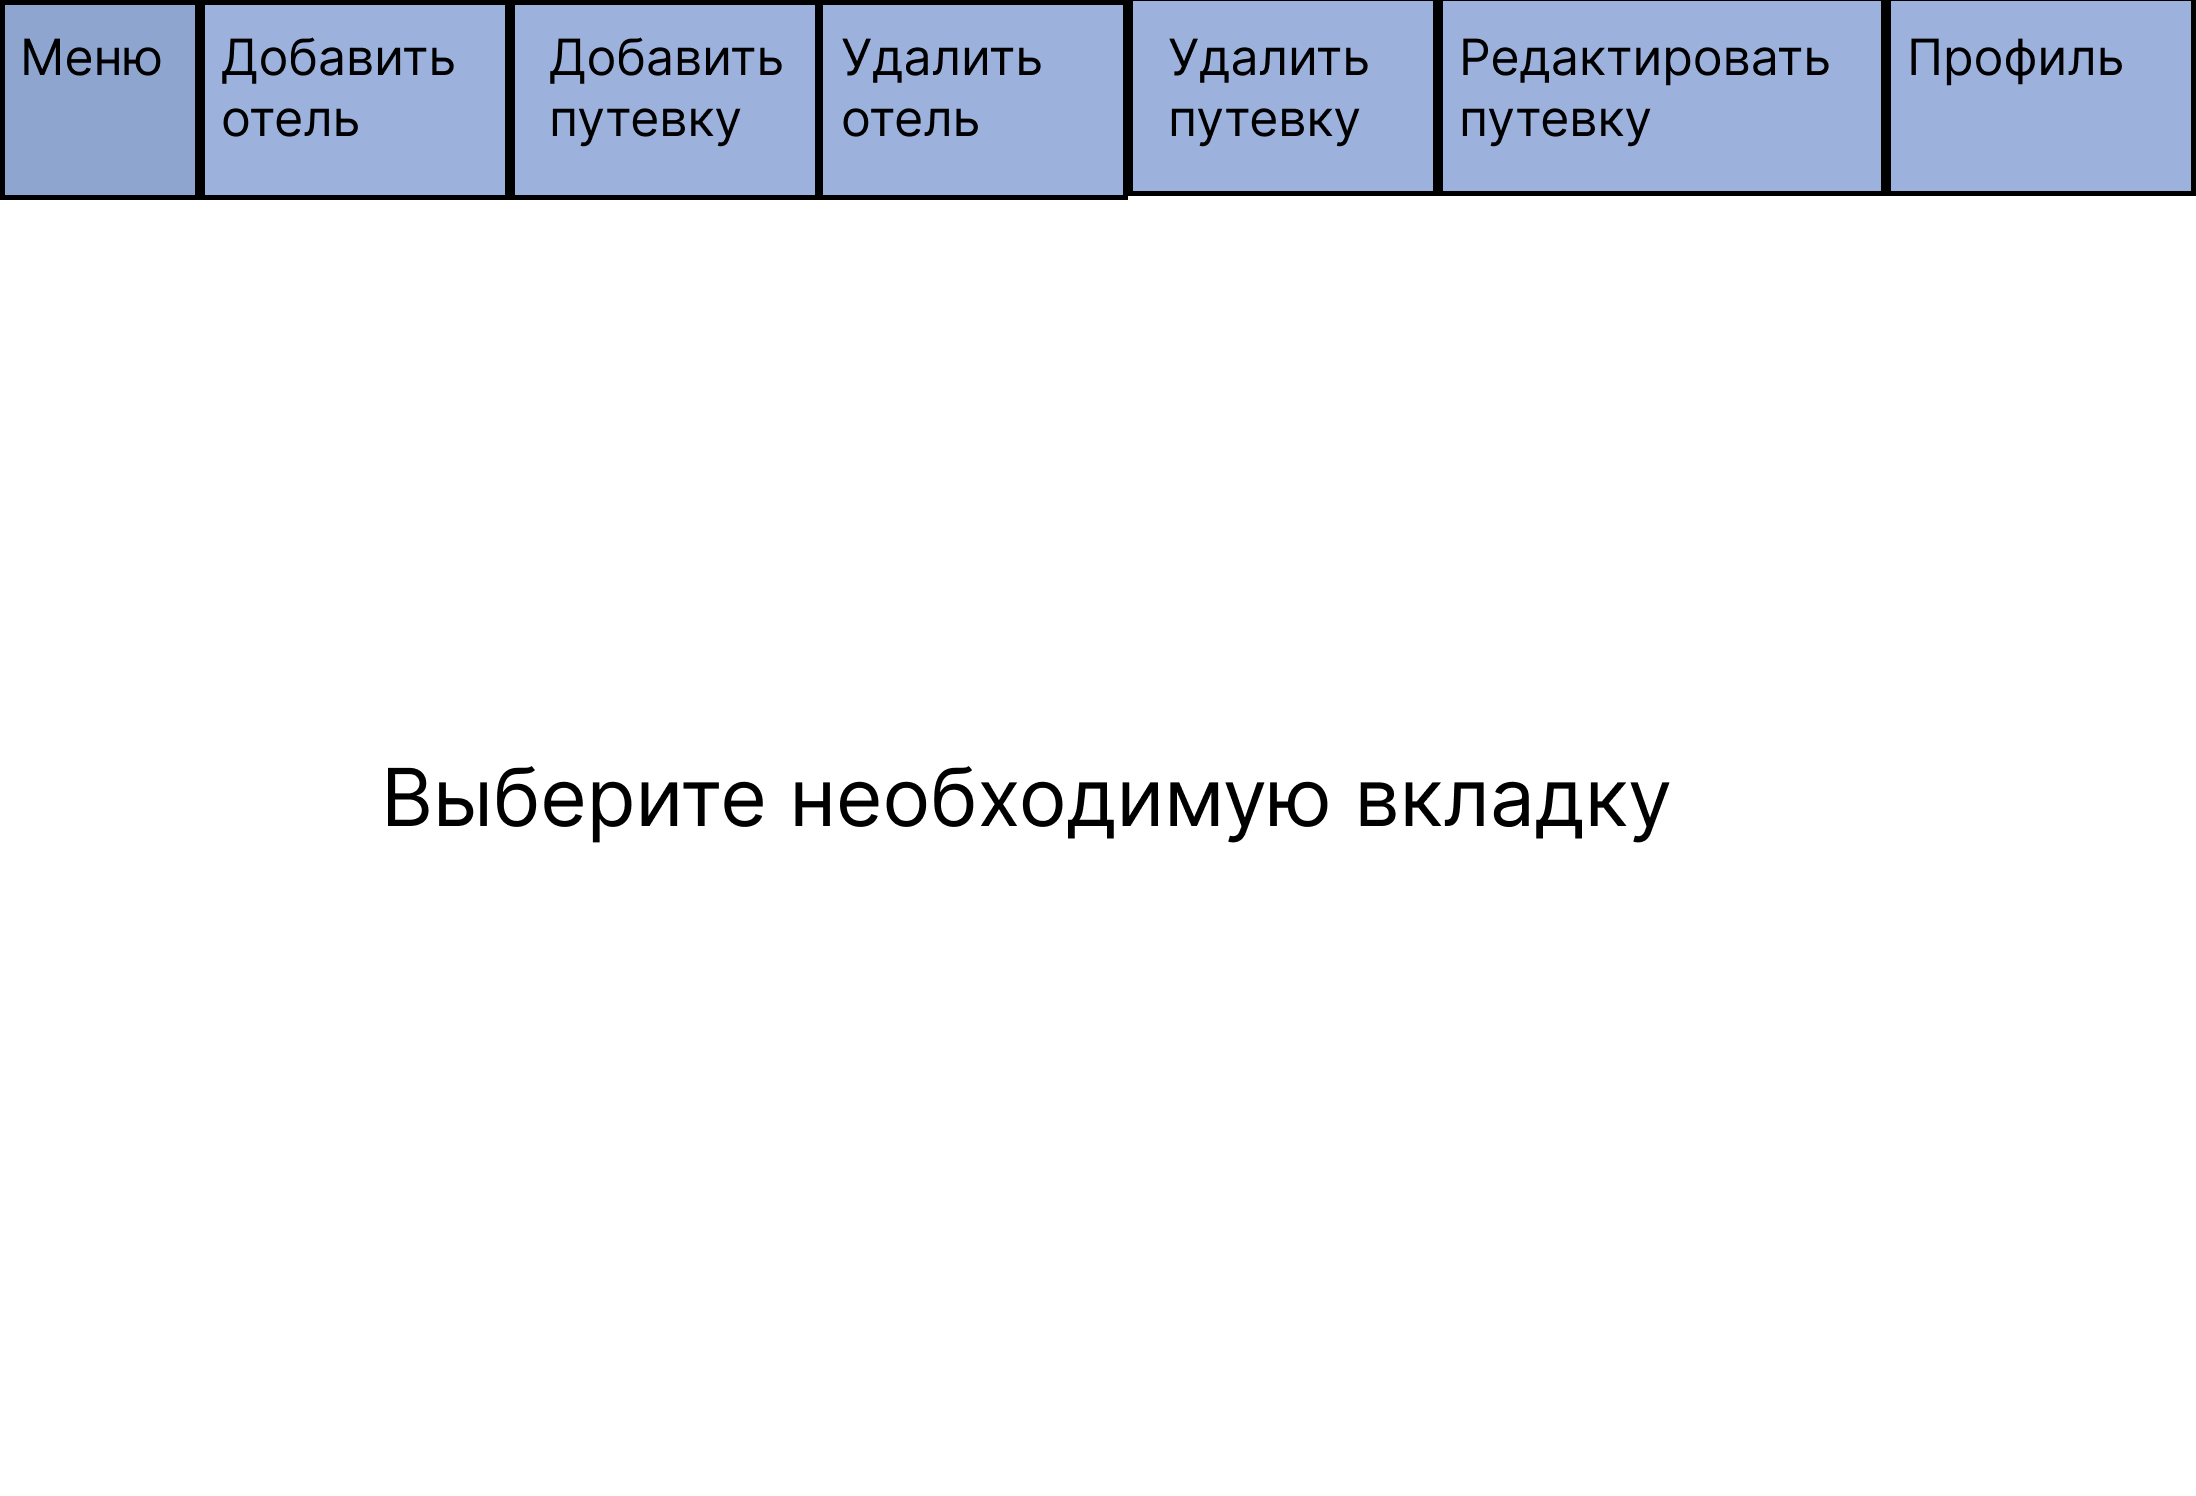 Меню
Добавить
отель
Добавить
путевку
Удалить
отель
Удалить
путевку
Редактировать
путевку
Профиль
Выберите необходимую вкладку